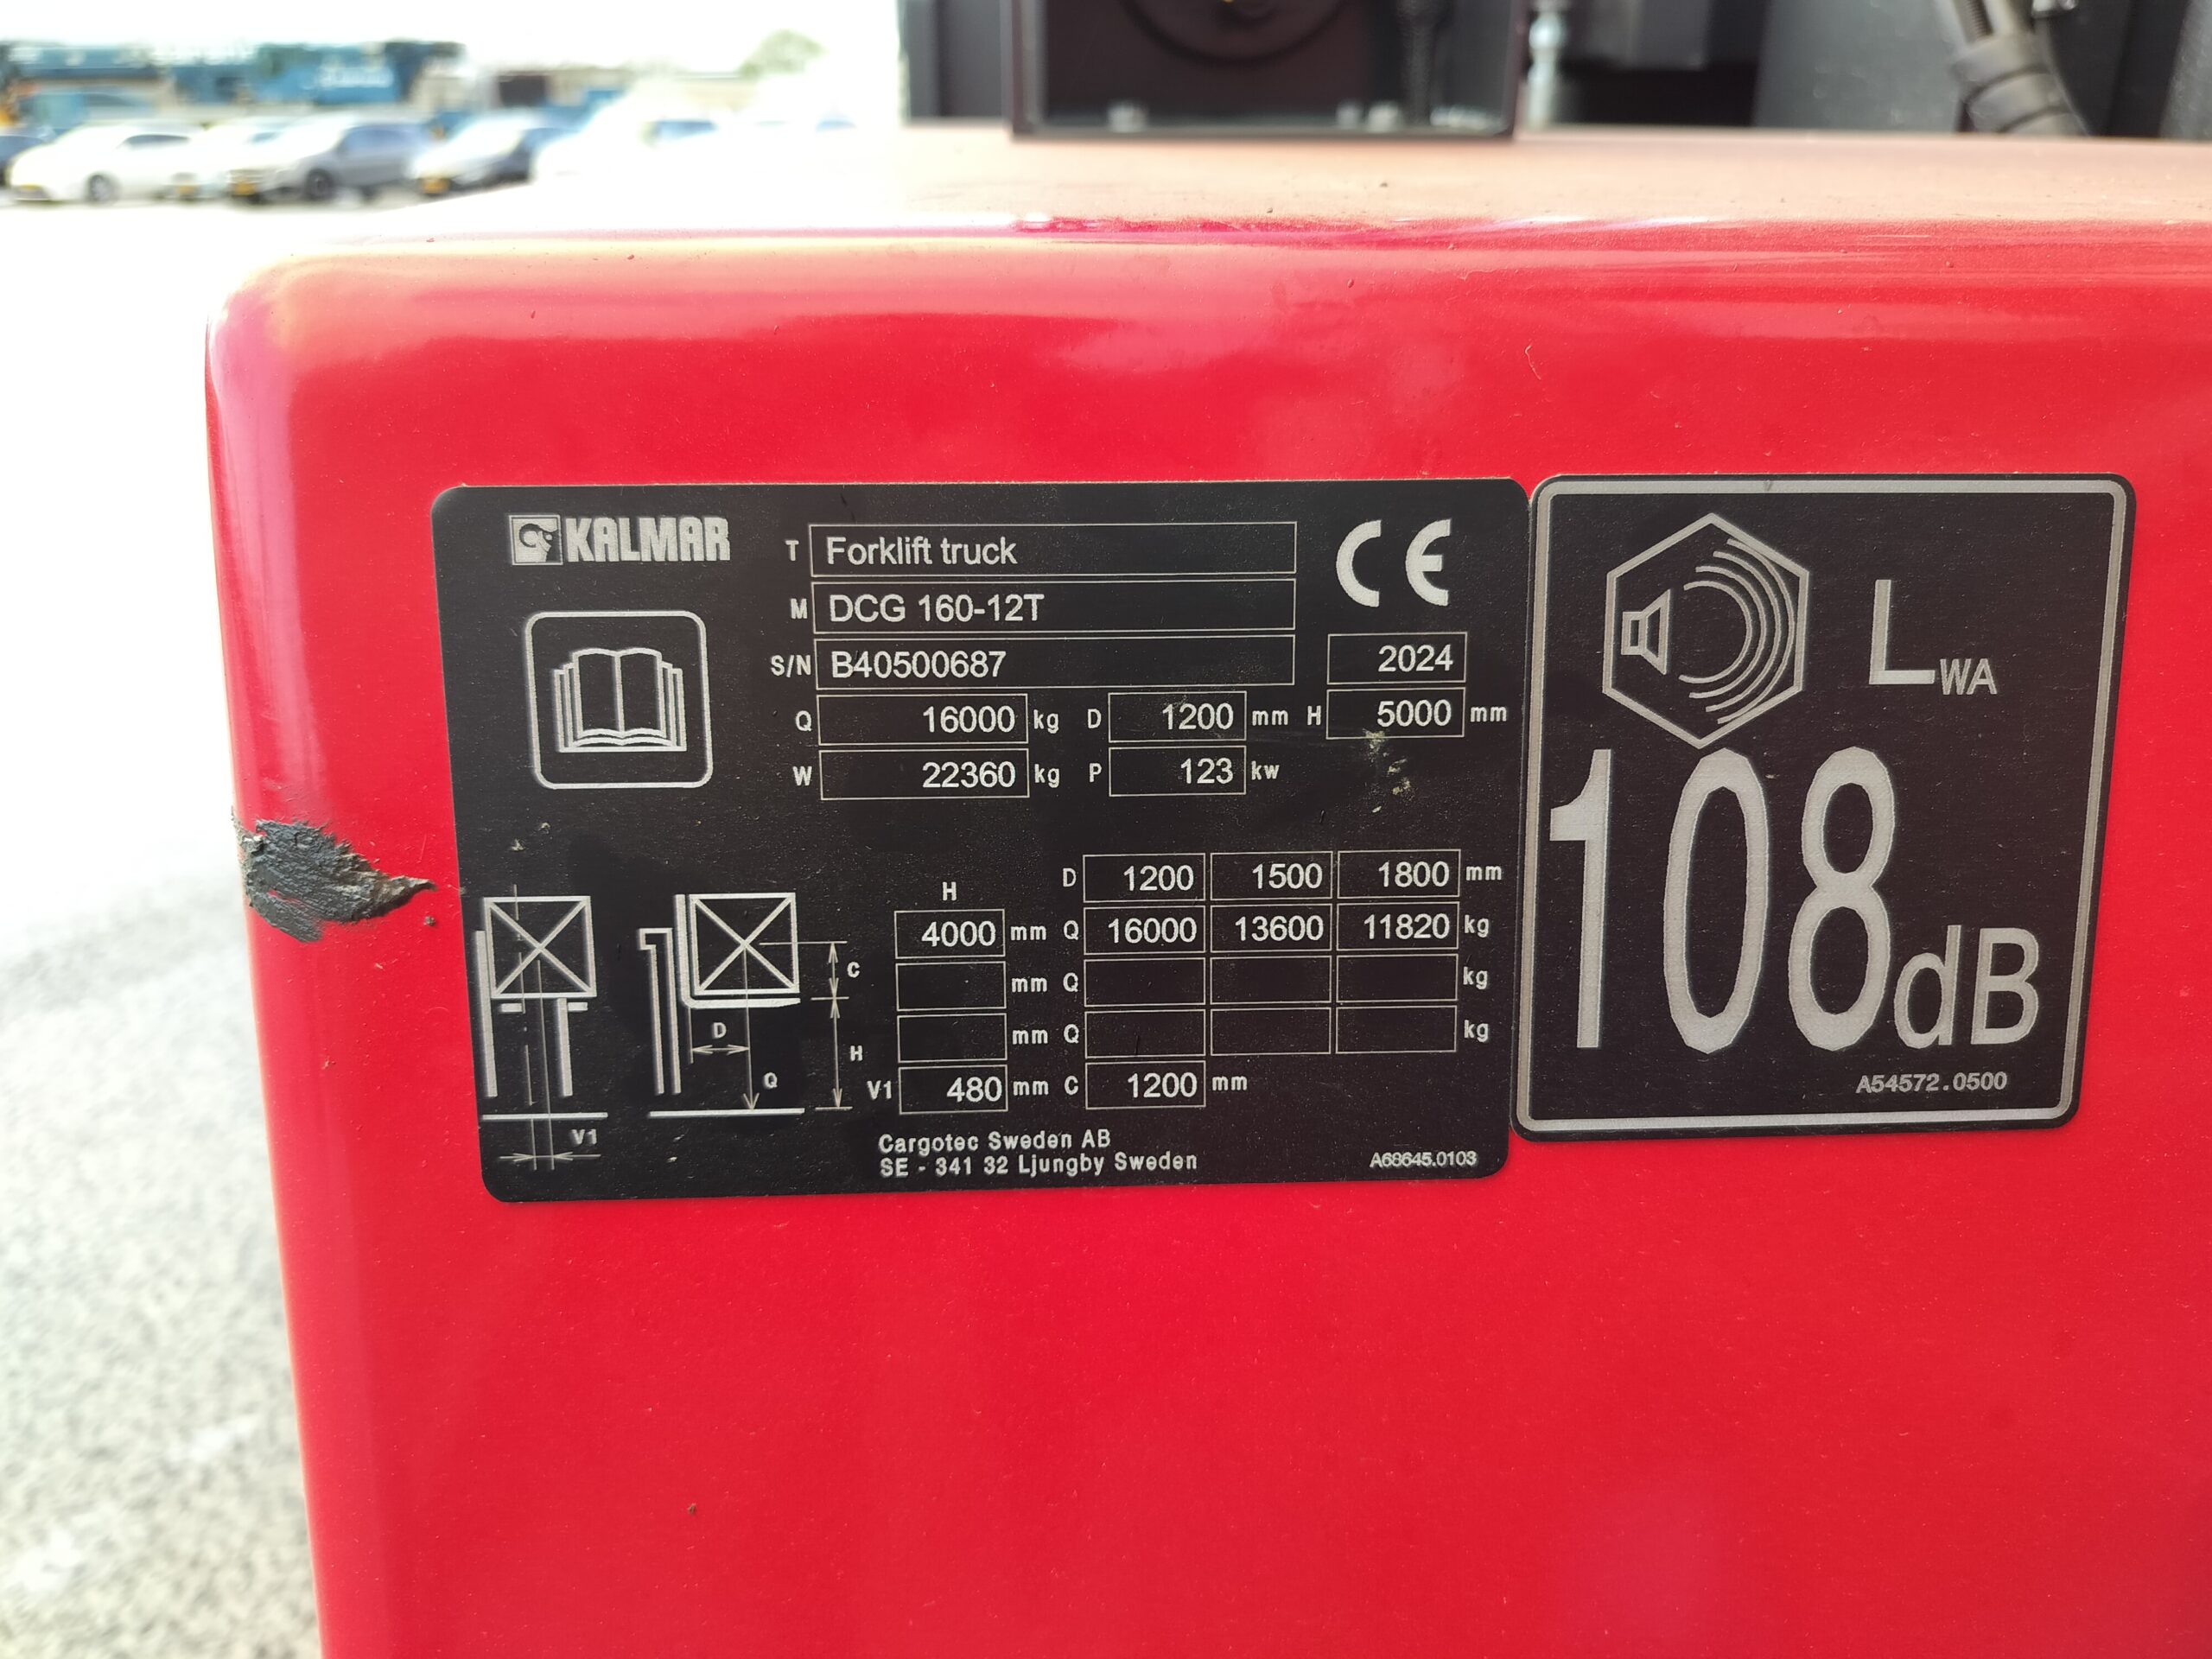 KALMAR
T Forklift truck
CE
M DCG 160-12T
S/N B40500687 2024
Q 16000 kg D 1200 mm H 5000 mm
W 22360 kg P 123 kw
H D 1200 1500 1800 mm
4000 mm Q 16000 13600 11820 kg
mm Q kg
mm Q kg
V1 480 mm C 1200 mm
C
D
H
Q
V1
Cargotec Sweden AB
SE - 341 32 Ljungby Sweden
A68645.0103
LWA
108dB
A54572.0500